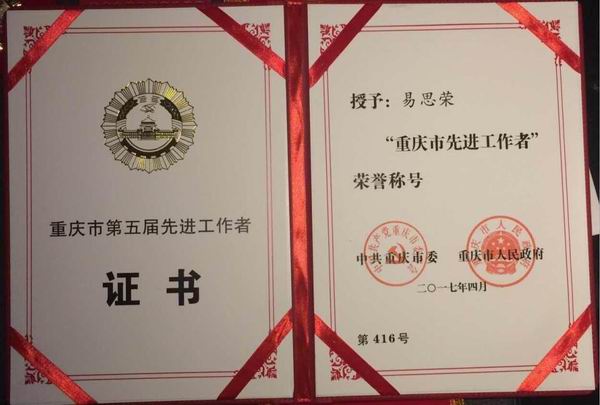 重庆市第五届先进工作者
证书
授予：易思荣
“重庆市先进工作者”
荣誉称号
中共重庆市委 重庆市人民政府
二〇一七年四月
第416号